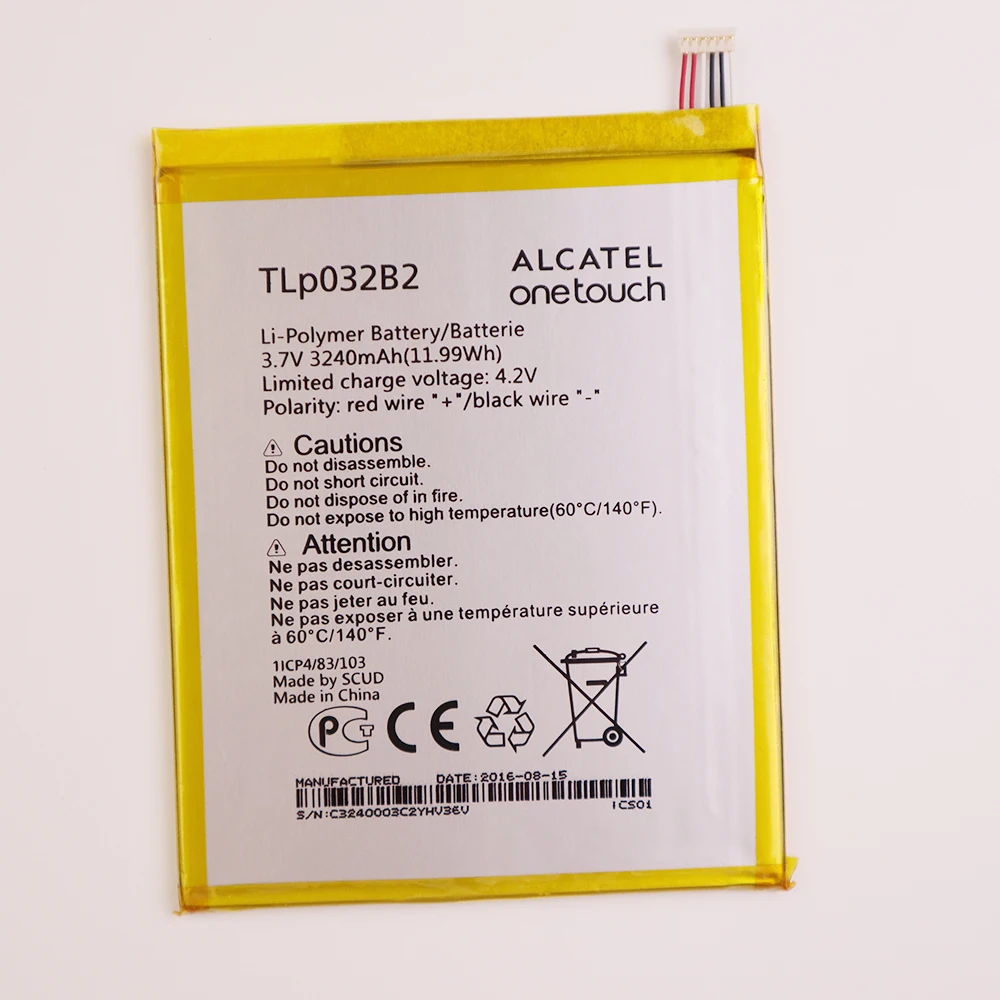 TLp032B2
ALCATEL
onetouch
Li-Polymer Battery/Batterie
3.7V 3240mAh(11.99Wh)
Limited charge voltage: 4.2V
Polarity: red wire "+"/black wire "-"
Cautions
Do not disassemble.
Do not short circuit.
Do not dispose of in fire.
Do not expose to high temperature(60°C/140°F).
Attention
Ne pas desassembler.
Ne pas court-circuiter.
Ne pas jeter au feu.
Ne pas exposer à une température supérieure
à 60°C/140°F.
1ICP4/83/103
Made by SCUD
Made in China
PCT CE
MANUFACTURED DATE:2016-08-15
S/N:C3240003C2YHV36V ICS01